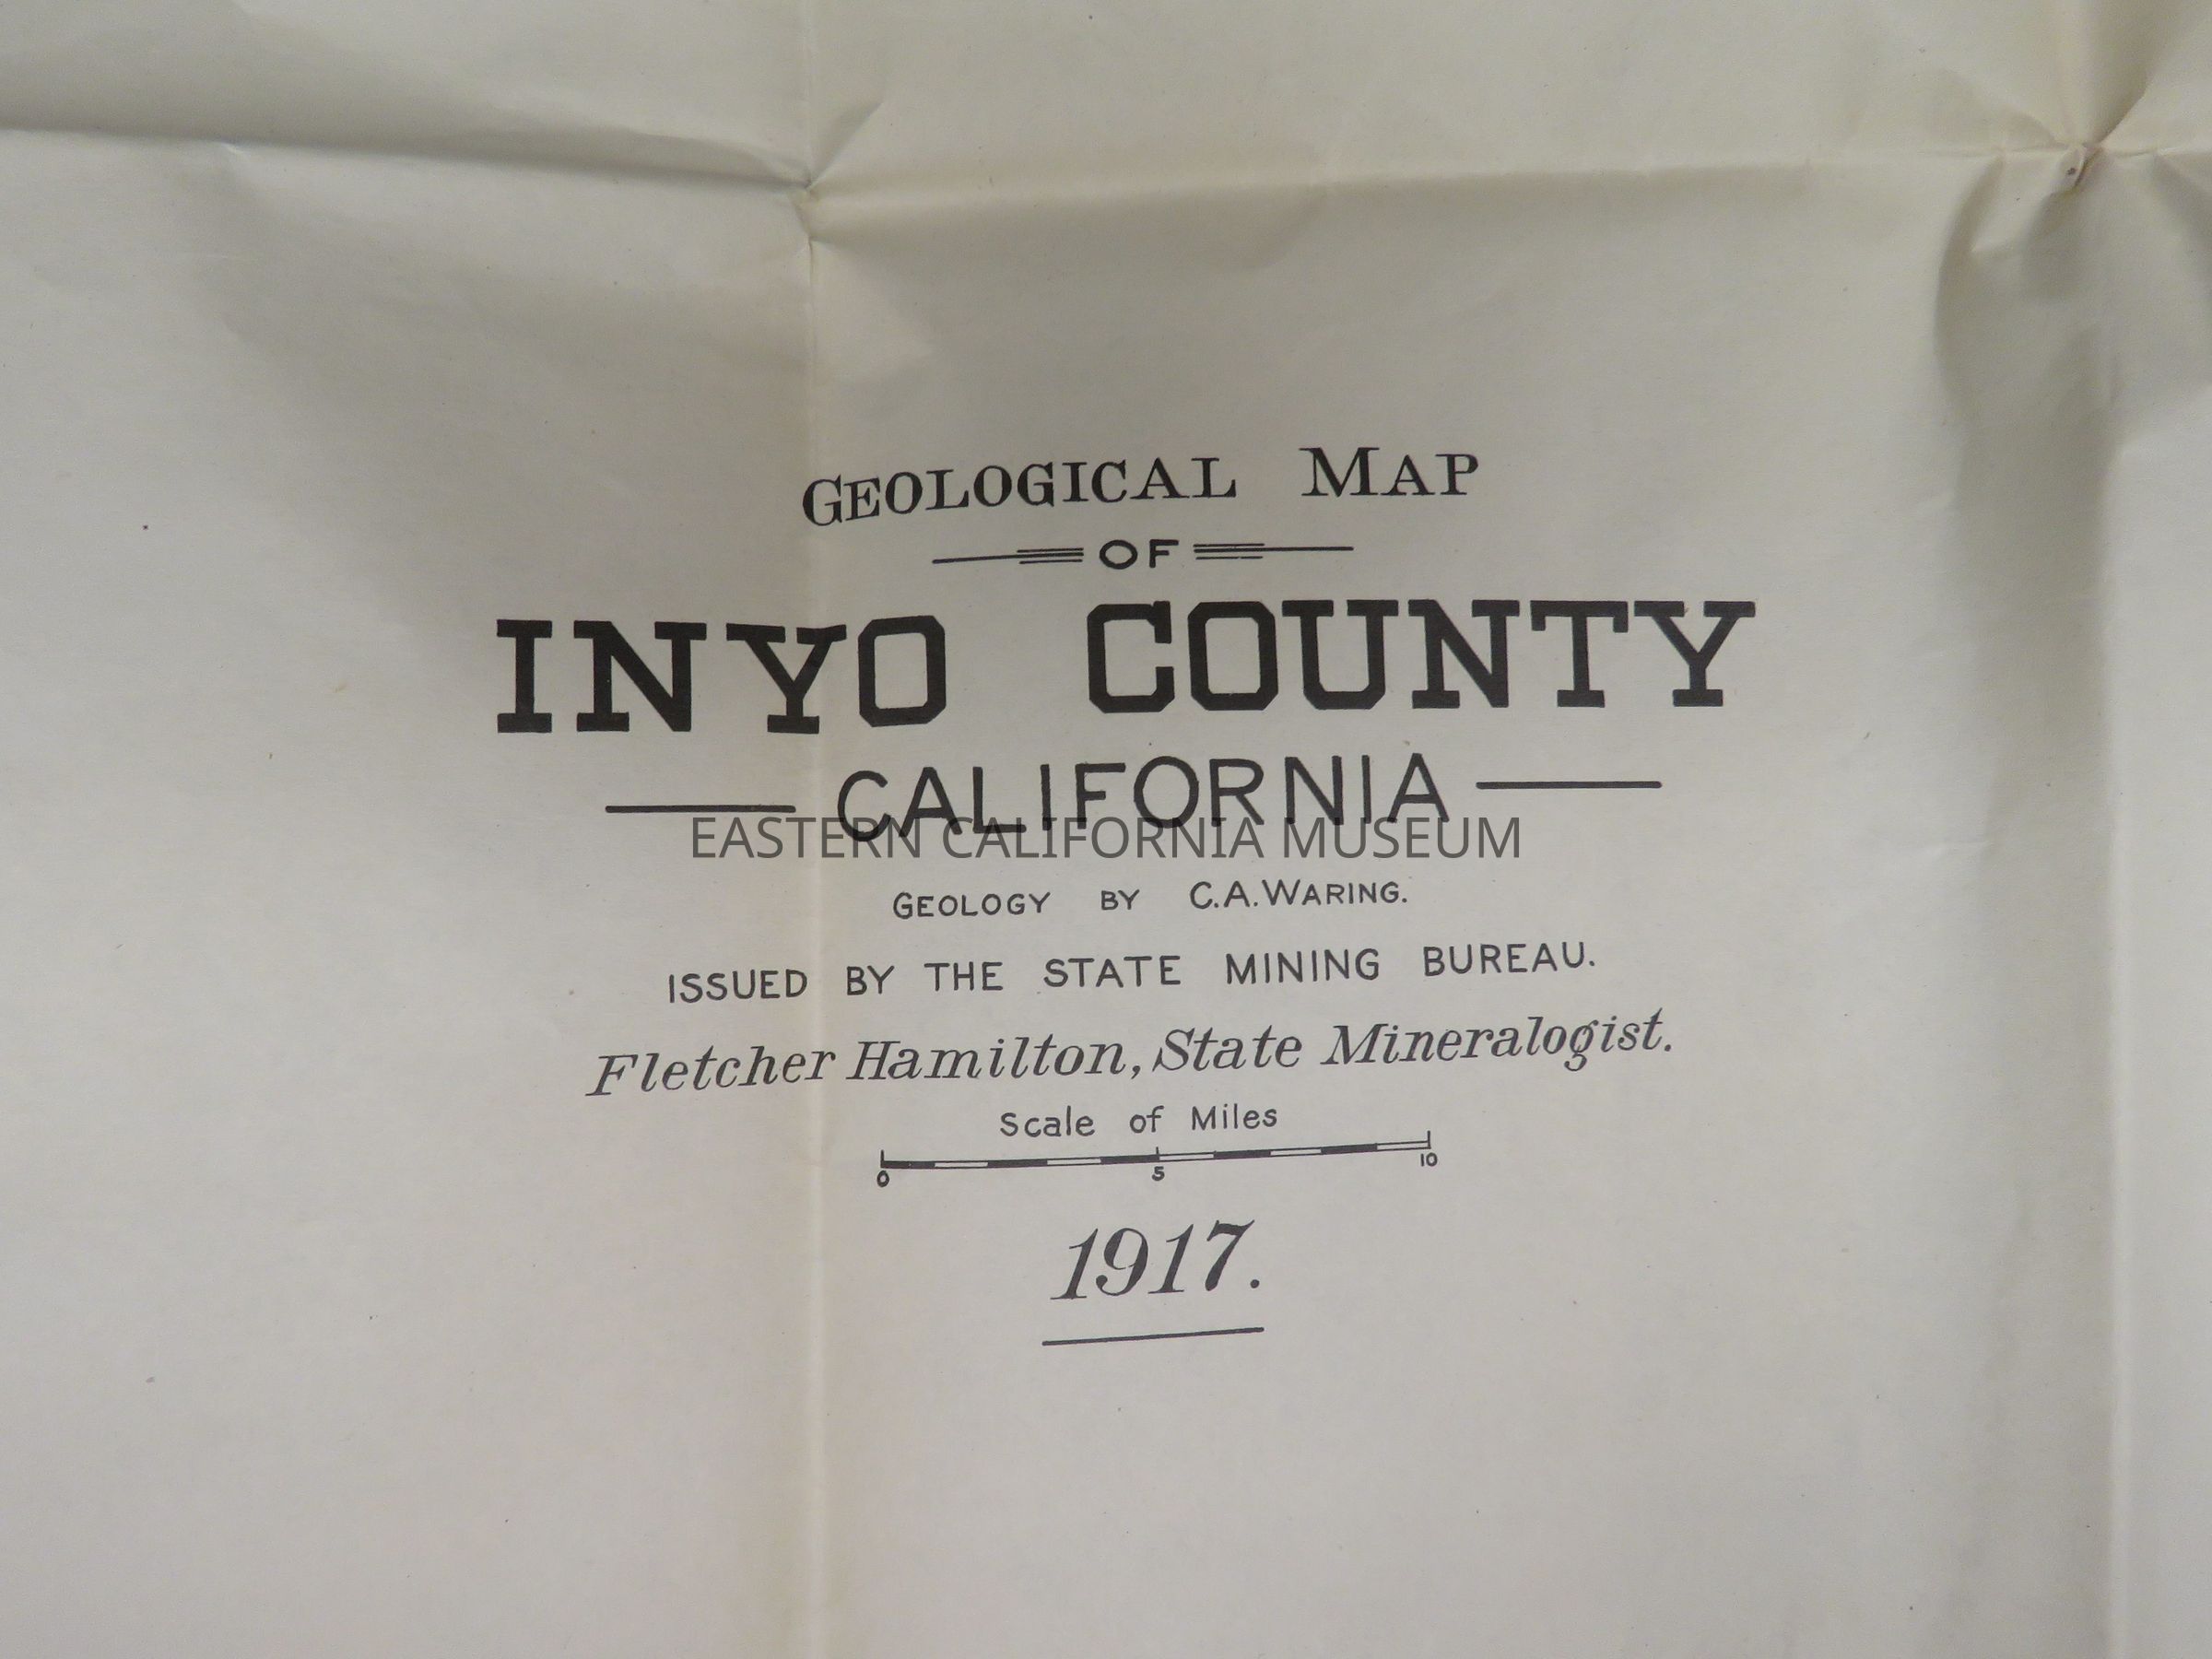 GEOLOGICAL MAP
OF
INYO COUNTY
CALIFORNIA
EASTERN CALIFORNIA MUSEUM
GEOLOGY BY C.A.WARING.
ISSUED BY THE STATE MINING BUREAU.
Fletcher Hamilton, State Mineralogist.
Scale of Miles
0 5 10
1917.